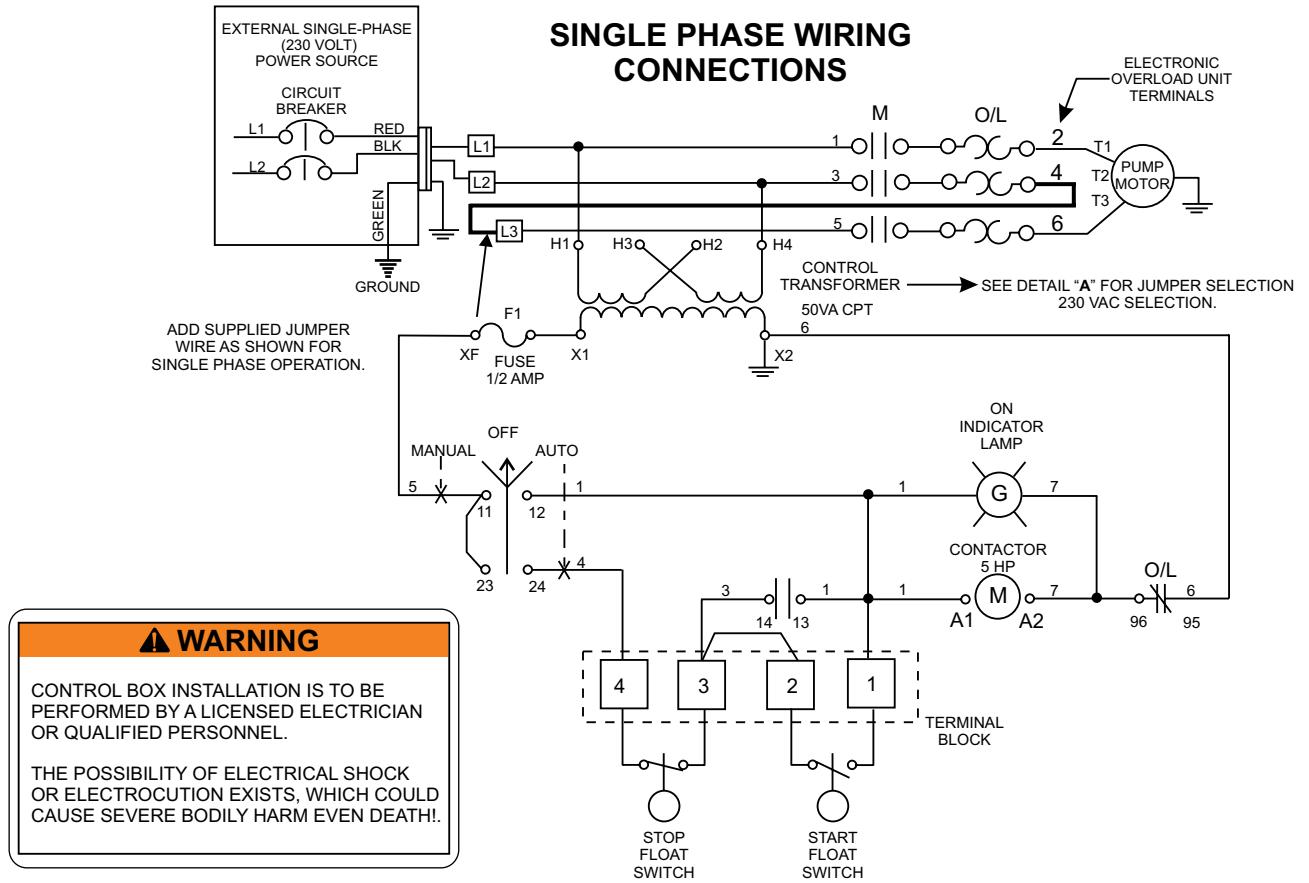 SINGLE PHASE WIRING
CONNECTIONS
EXTERNAL SINGLE-PHASE
(230 VOLT)
POWER SOURCE
CIRCUIT
BREAKER
L1
RED
BLK
L2
GREEN
GROUND
L1
L2
L3
1
3
5
M
O/L
ELECTRONIC
OVERLOAD UNIT
TERMINALS
2
4
6
T1
T2
T3
PUMP
MOTOR
H1
H3
H2
H4
CONTROL
TRANSFORMER
SEE DETAIL “A” FOR JUMPER SELECTION
230 VAC SELECTION.
50VA CPT
6
ADD SUPPLIED JUMPER
WIRE AS SHOWN FOR
SINGLE PHASE OPERATION.
F1
XF
FUSE
1/2 AMP
X1
X2
OFF
MANUAL
AUTO
5
11
12
1
23
24
4
ON
INDICATOR
LAMP
1
G
7
CONTACTOR
5 HP
3
14
13
1
1
A1
M
A2
7
O/L
96
95
6
4
3
2
1
TERMINAL
BLOCK
STOP
FLOAT
SWITCH
START
FLOAT
SWITCH
WARNING
CONTROL BOX INSTALLATION IS TO BE
PERFORMED BY A LICENSED ELECTRICIAN
OR QUALIFIED PERSONNEL.
THE POSSIBILITY OF ELECTRICAL SHOCK
OR ELECTROCUTION EXISTS, WHICH COULD
CAUSE SEVERE BODILY HARM EVEN DEATH!.